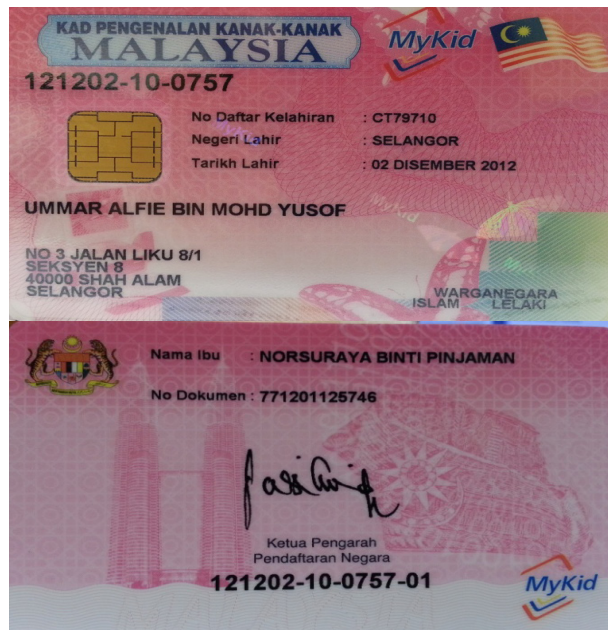 KAD PENGENALAN KANAK-KANAK
MALAYSIA
MyKid
121202-10-0757
No Daftar Kelahiran : CT79710
Negeri Lahir : SELANGOR
Tarikh Lahir : 02 DISEMBER 2012
UMMAR ALFIE BIN MOHD YUSOF
NO 3 JALAN LIKU 8/1
SEKSYEN 8
40000 SHAH ALAM
SELANGOR
WARGANEGARA
ISLAM LELAKI
Nama Ibu : NORSURAYA BINTI PINJAMAN
No Dokumen : 771201125746
Ketua Pengarah
Pendaftaran Negara
121202-10-0757-01
MyKid